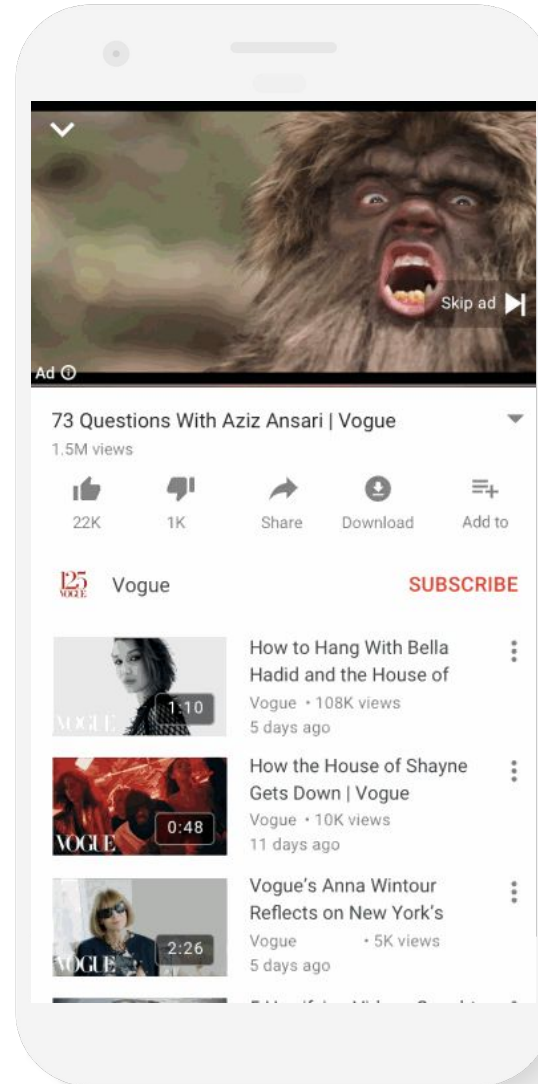 Skip ad
Ad
73 Questions With Aziz Ansari | Vogue
1.5M views
22K
1K
Share
Download
Add to
125
VOGUE
Vogue
SUBSCRIBE
VOGUE
1:10
How to Hang With Bella
Hadid and the House of
Vogue • 108K views
5 days ago
VOGUE
0:48
How the House of Shayne
Gets Down | Vogue
Vogue • 10K views
11 days ago
VOGUE
2:26
Vogue's Anna Wintour
Reflects on New York's
Vogue • 5K views
5 days ago